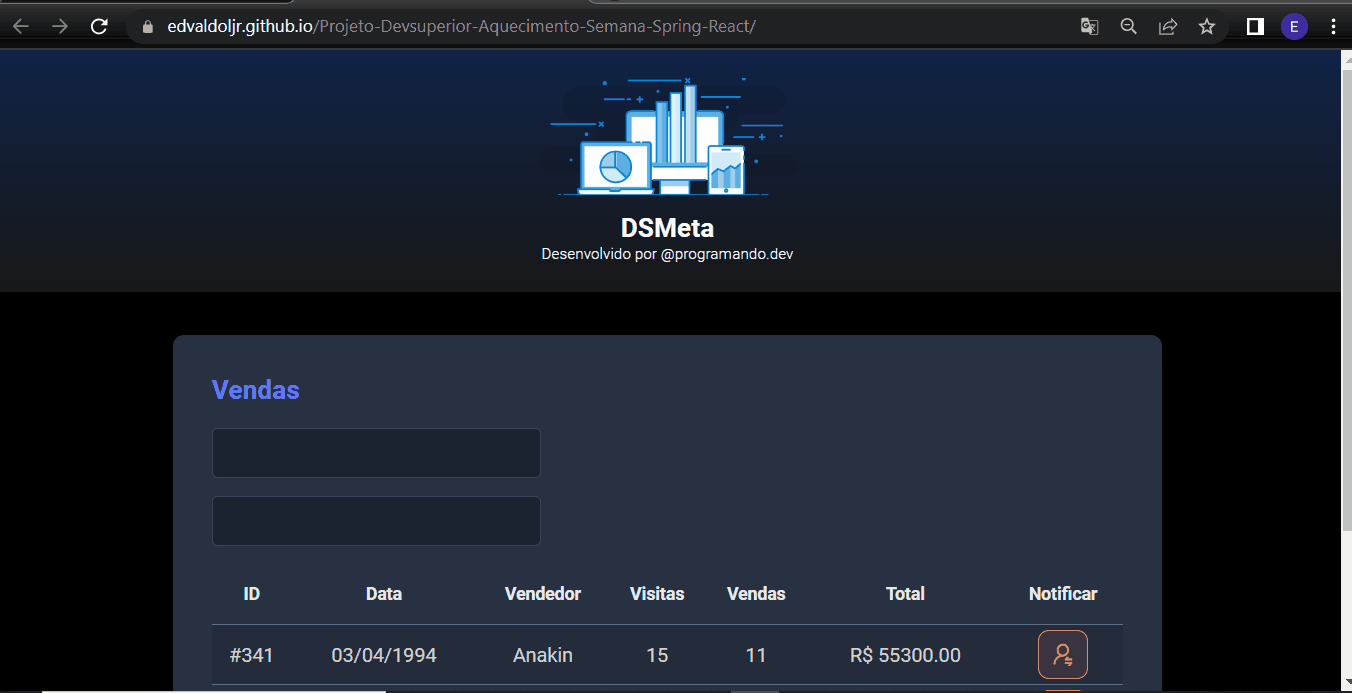 edvaldoljr.github.io/Projeto-Devsuperior-Aquecimento-Semana-Spring-React/
E
DSMeta
Desenvolvido por @programando.dev
Vendas
ID Data Vendedor Visitas Vendas Total Notificar
#341 03/04/1994 Anakin 15 11 R$ 55300.00